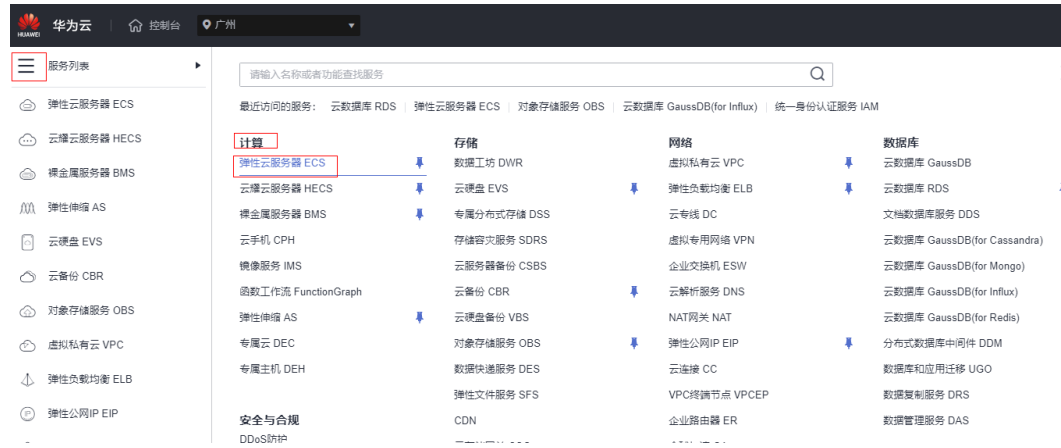 HUAWEI 华为云 控制台 广州
服务列表
弹性云服务器 ECS
云耀云服务器 HECS
裸金属服务器 BMS
弹性伸缩 AS
云硬盘 EVS
云备份 CBR
对象存储服务 OBS
虚拟私有云 VPC
弹性负载均衡 ELB
弹性公网IP EIP
请输入名称或者功能查找服务
最近访问的服务： 云数据库 RDS 弹性云服务器 ECS 对象存储服务 OBS 云数据库 GaussDB(for Influx) 统一身份认证服务 IAM
计算
弹性云服务器 ECS
云耀云服务器 HECS
裸金属服务器 BMS
云手机 CPH
镜像服务 IMS
函数工作流 FunctionGraph
弹性伸缩 AS
专属云 DEC
专属主机 DEH
安全与合规
DDoS防护
存储
数据工坊 DWR
云硬盘 EVS
专属分布式存储 DSS
存储容灾服务 SDRS
云服务器备份 CSBS
云备份 CBR
云硬盘备份 VBS
对象存储服务 OBS
数据快递服务 DES
弹性文件服务 SFS
CDN
网络
虚拟私有云 VPC
弹性负载均衡 ELB
云专线 DC
虚拟专用网络 VPN
企业交换机 ESW
云解析服务 DNS
NAT网关 NAT
弹性公网IP EIP
云连接 CC
VPC终端节点 VPCEP
企业路由器 ER
数据库
云数据库 GaussDB
云数据库 RDS
文档数据库服务 DDS
云数据库 GaussDB(for Cassandra)
云数据库 GaussDB(for Mongo)
云数据库 GaussDB(for Influx)
云数据库 GaussDB(for Redis)
分布式数据库中间件 DDM
数据库和应用迁移 UGO
数据复制服务 DRS
数据管理服务 DAS